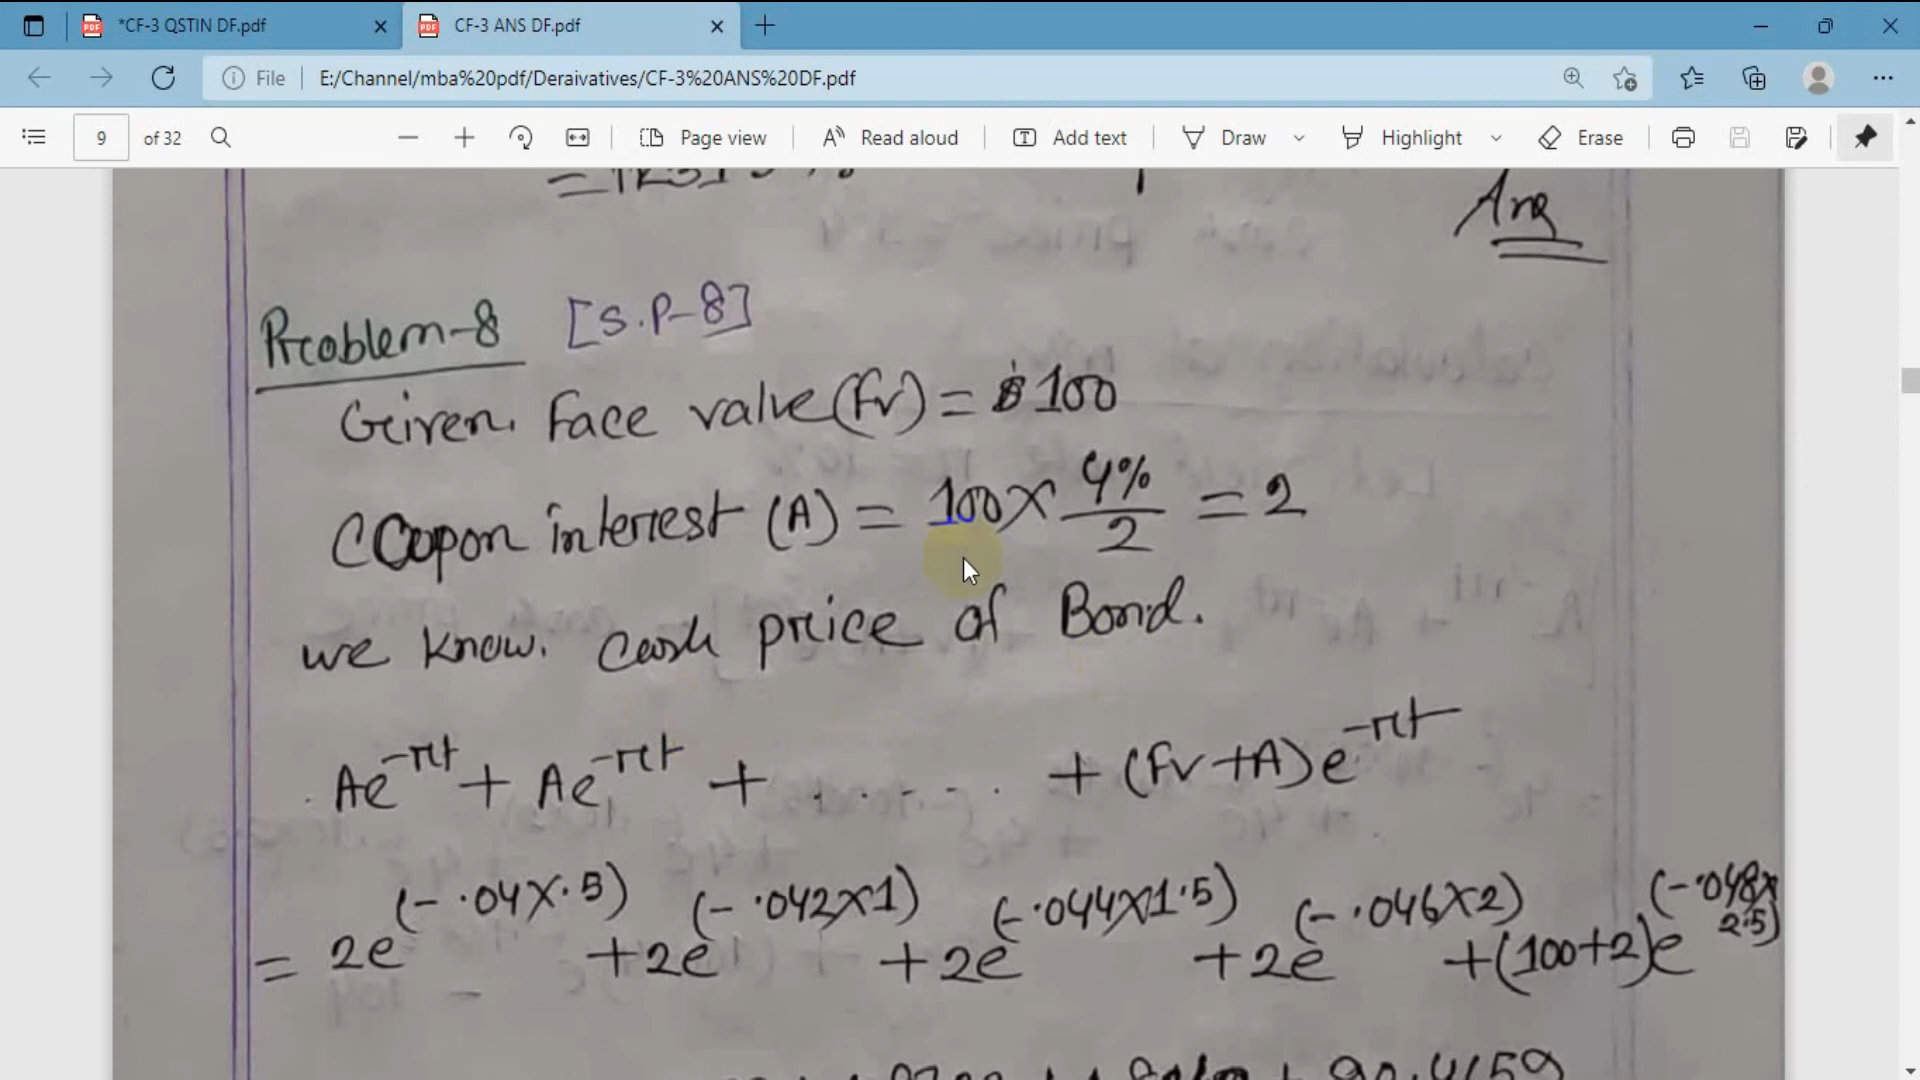 *CF-3 QSTIN DF.pdf
CF-3 ANS DF.pdf
File
E:/Channel/mba%20pdf/Deraivatives/CF-3%20ANS%20DF.pdf
9 of 32
Page view
Read aloud
Add text
Draw
Highlight
Erase
Ans
Problem-8 [S.P-8]
Given. Face value (Fv) = $100
Coupon interest (A) = 100 × 4%/2 = 2
we know. Cash price of Bond.
Ae^-rt + Ae^-rt + ........ + (Fv+A)e^-rt
= 2e^(-.04×.5) + 2e^(-.042×1) + 2e^(-.044×1.5) + 2e^(-.046×2) + (100+2)e^(-.048×2.5)